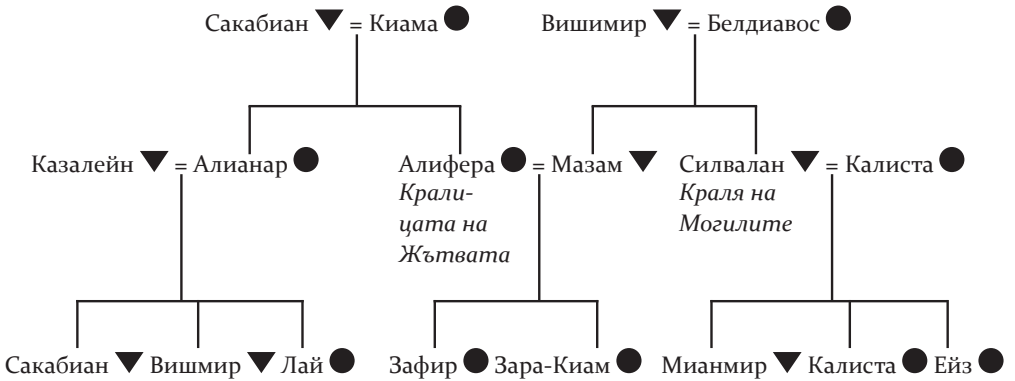 Сакабиан ▼ = Киама ● Вишимир ▼ = Белдиавос ●
Казалейн ▼ = Алианар ● Алифера ● = Мазам ▼ Силвалан ▼ = Калиста ●
Крали- Краля на
цата на Могилите
Жътвата
Сакабиан ▼ Вишмир ▼ Лай ● Зафир ● Зара-Киам ● Мианмир ▼ Калиста ● Ейз ●